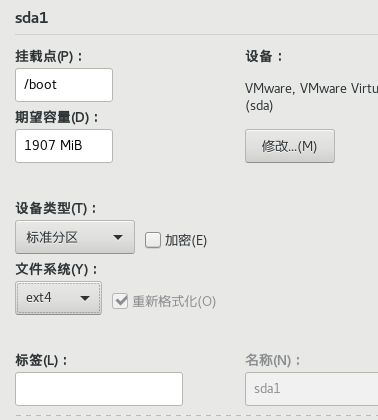 sda1
挂载点(P)：
设备：
/boot
VMware, VMware Virtu
(sda)
期望容量(D)：
1907 MiB
修改...(M)
设备类型(T)：
标准分区
加密(E)
文件系统(Y)：
ext4
重新格式化(O)
标签(L)：
名称(N)：
sda1